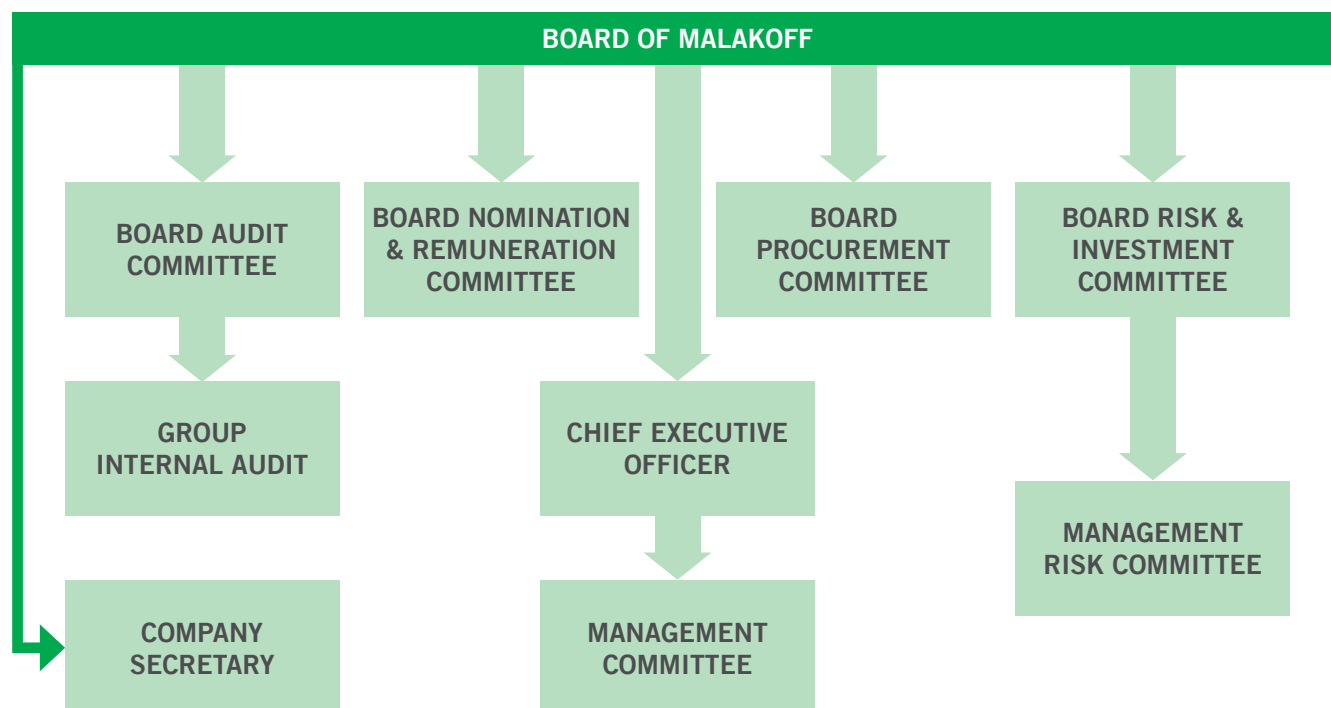 BOARD OF MALAKOFF
BOARD AUDIT
COMMITTEE
BOARD NOMINATION
& REMUNERATION
COMMITTEE
BOARD
PROCUREMENT
COMMITTEE
BOARD RISK &
INVESTMENT
COMMITTEE
GROUP
INTERNAL AUDIT
CHIEF EXECUTIVE
OFFICER
MANAGEMENT
RISK COMMITTEE
COMPANY
SECRETARY
MANAGEMENT
COMMITTEE